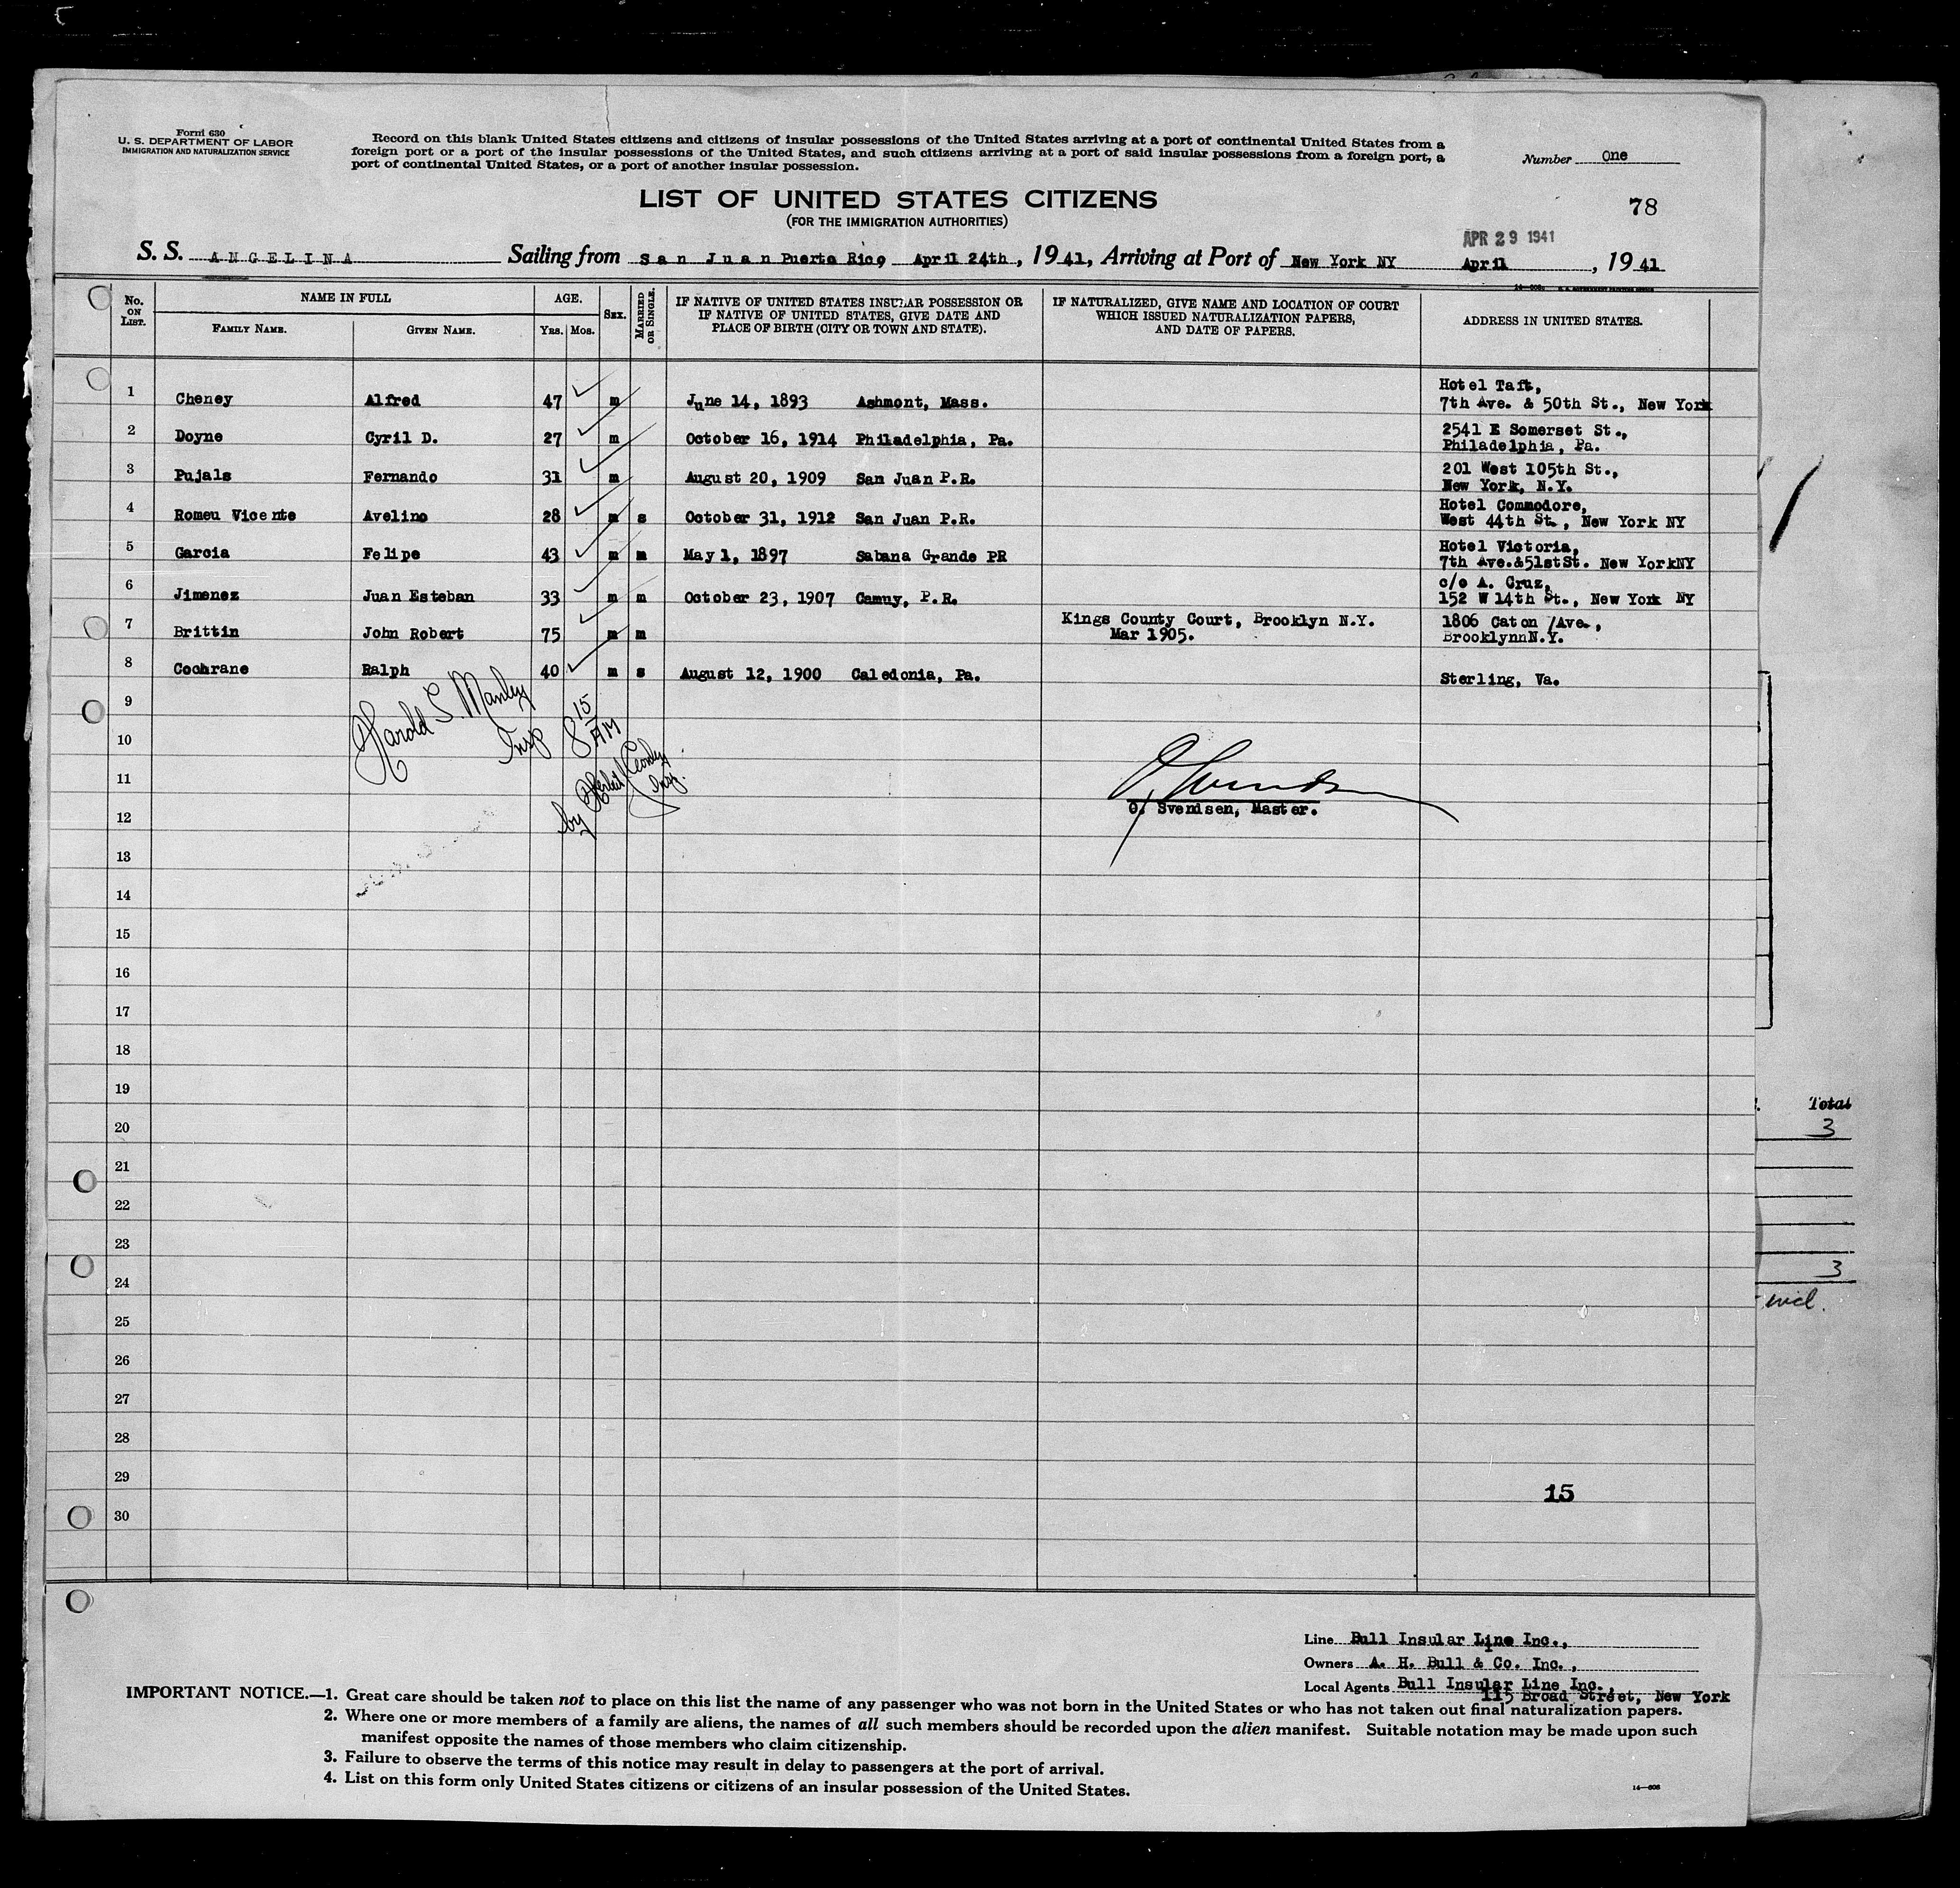 Form 630
U. S. DEPARTMENT OF LABOR
IMMIGRATION AND NATURALIZATION SERVICE
Record on this blank United States citizens and citizens of insular possessions of the United States arriving at a port of continental United States from a
foreign port or a port of the insular possessions of the United States, and such citizens arriving at a port of said insular possessions from a foreign port, a
port of continental United States, or a port of another insular possession.
Number One
LIST OF UNITED STATES CITIZENS
(FOR THE IMMIGRATION AUTHORITIES)
78
APR 29 1941
S. S. ANGELINA Sailing from San Juan Puerto Rico, April 24th, 1941, Arriving at Port of New York NY April, 1941
No. ON LIST. NAME IN FULL FAMILY NAME. GIVEN NAME. AGE. YRS. MOS. SEX. MARRIED OR SINGLE.
IF NATIVE OF UNITED STATES INSULAR POSSESSION OR
IF NATIVE OF UNITED STATES, GIVE DATE AND
PLACE OF BIRTH (CITY OR TOWN AND STATE).
IF NATURALIZED, GIVE NAME AND LOCATION OF COURT
WHICH ISSUED NATURALIZATION PAPERS,
AND DATE OF PAPERS.
ADDRESS IN UNITED STATES.
1 Cheney Alfred 47 m June 14, 1893 Ashmont, Mass. Hotel Taft,
7th Ave. & 50th St., New York
2 Doyne Cyril D. 27 m October 16, 1914 Philadelphia, Pa. 2541 E Somerset St.,
Philadelphia, Pa.
3 Pujals Fernando 31 m August 20, 1909 San Juan P.R. 201 West 105th St.,
New York, N.Y.
4 Romeu Vicente Avelino 28 m s October 31, 1912 San Juan P.R. Hotel Commodore,
West 44th St., New York NY
5 Garcia Felipe 43 m m May 1, 1897 Sabana Grande PR Hotel Victoria,
7th Ave.&51stSt. New YorkNY
6 Jimenez Juan Esteban 33 m m October 23, 1907 Camuy, P.R. c/o A. Cruz,
152 W 14th St., New York NY
7 Brittin John Robert 75 m m Kings County Court, Brooklyn N.Y.
Mar 1905.
1806 Caton /Ave.,
BrooklynnN.Y.
8 Cochrane Ralph 40 m s August 12, 1900 Caledonia, Pa. Sterling, Va.
9
10
11
12
13
14
15
16
17
18
19
20
21
22
23
24
25
26
27
28
29
30
Harold S. Manley
Insp 8 15 AM
by
Insp.
O. Svendsen, Master.
Total
3
3
incl.
15
Line Bull Insular Line Inc.,
Owners A. H. Bull & Co. Inc.,
Local Agents Bull Insular Line Inc.,
115 Broad Street, New York
IMPORTANT NOTICE.—1. Great care should be taken not to place on this list the name of any passenger who was not born in the United States or who has not taken out final naturalization papers.
2. Where one or more members of a family are aliens, the names of all such members should be recorded upon the alien manifest. Suitable notation may be made upon such
manifest opposite the names of those members who claim citizenship.
3. Failure to observe the terms of this notice may result in delay to passengers at the port of arrival.
4. List on this form only United States citizens or citizens of an insular possession of the United States.
14—608